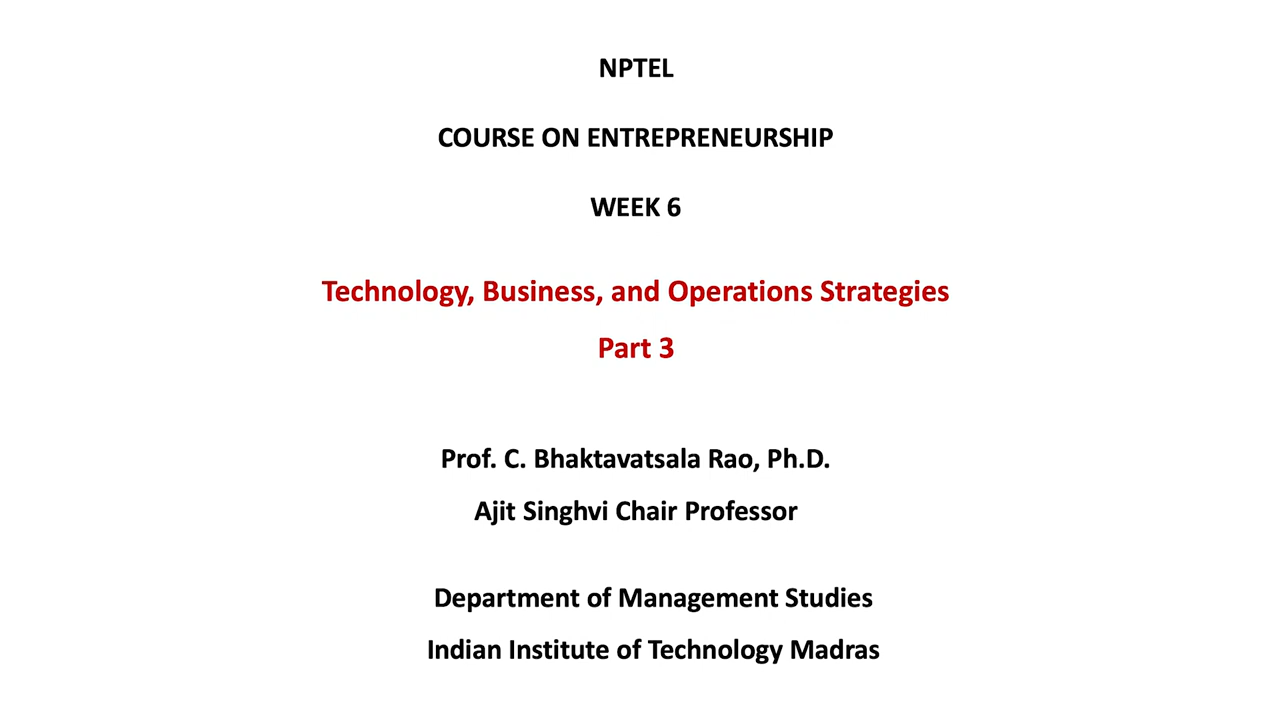 NPTEL
COURSE ON ENTREPRENEURSHIP
WEEK 6
Technology, Business, and Operations Strategies
Part 3
Prof. C. Bhaktavatsala Rao, Ph.D.
Ajit Singhvi Chair Professor
Department of Management Studies
Indian Institute of Technology Madras